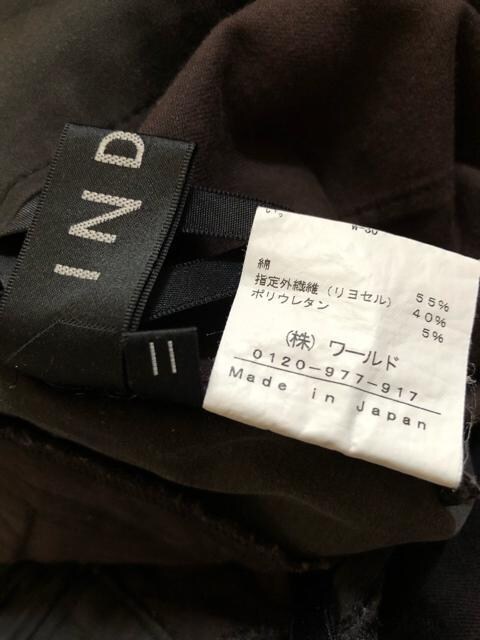 IND
II
W-30
綿 55%
指定外繊維 (リヨセル) 40%
ポリウレタン 5%
(株) ワールド
0120-977-917
Made in Japan